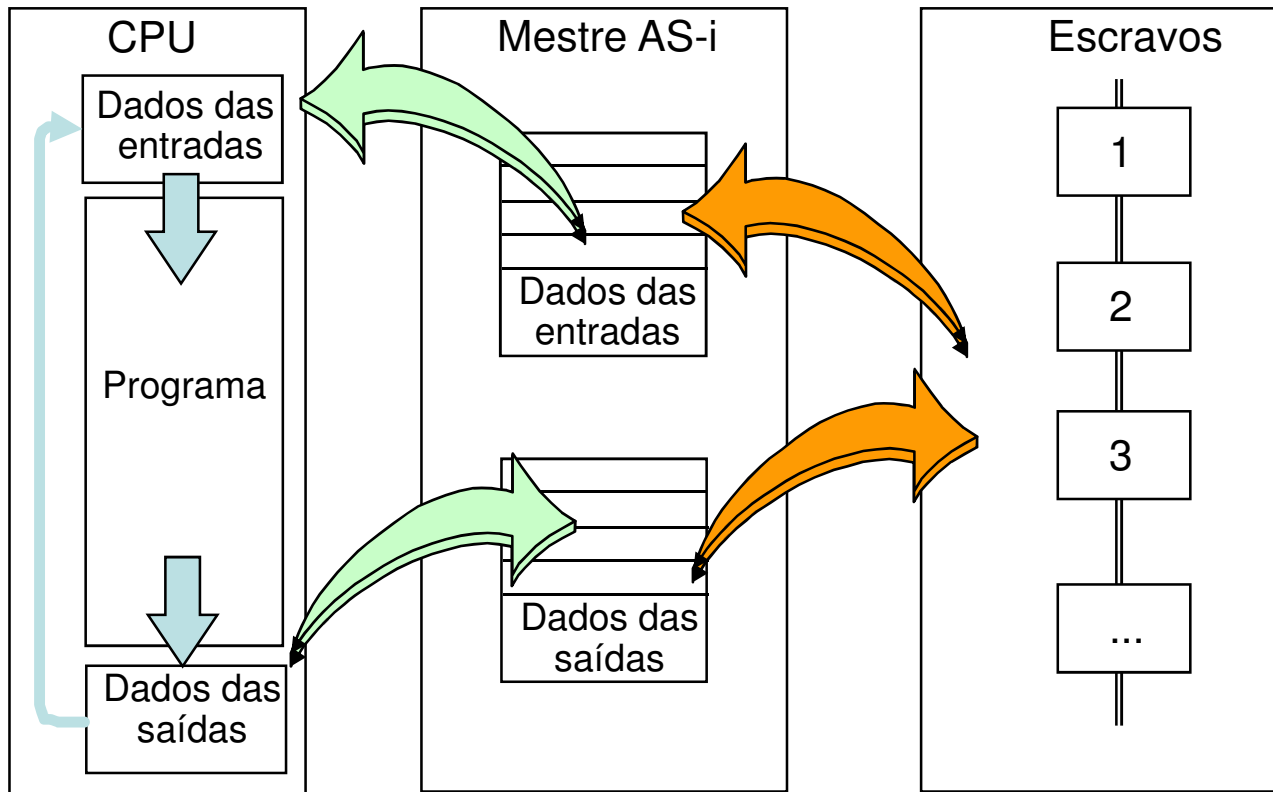 CPU
Dados das
entradas
Programa
Dados das
saídas
Mestre AS-i
Dados das
entradas
Dados das
saídas
Escravos
1
2
3
...